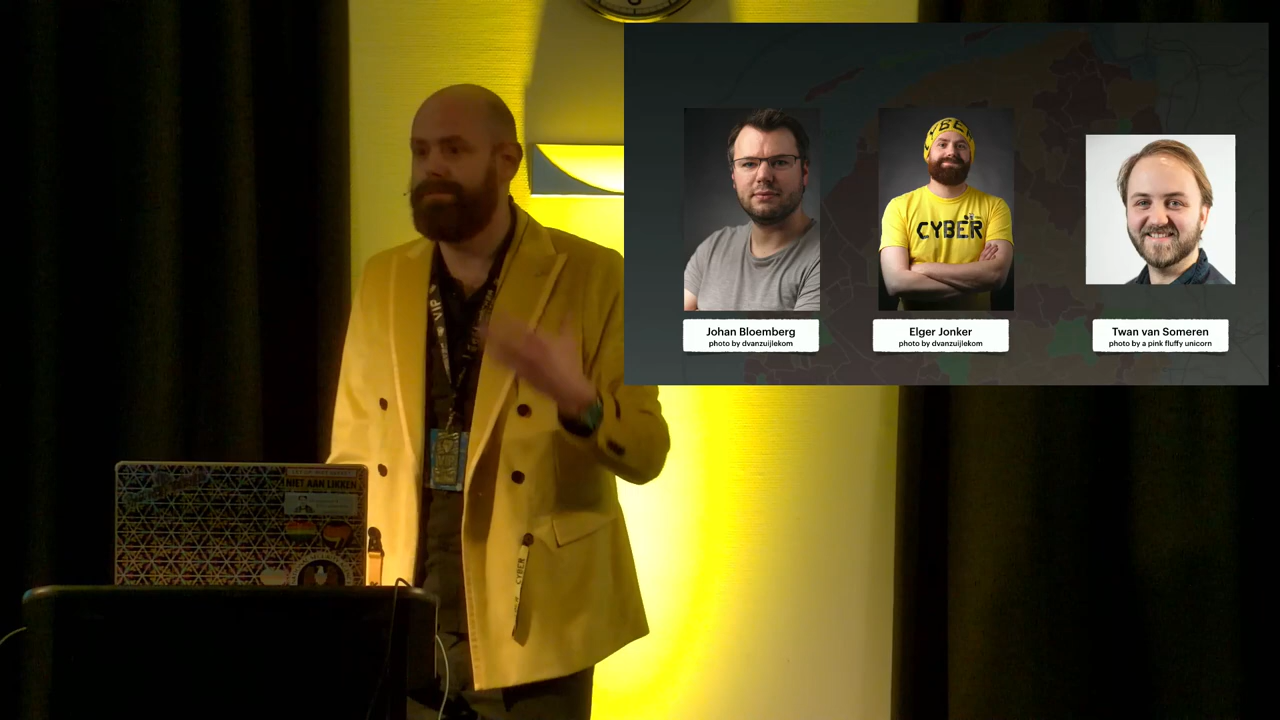 CYBER
CYBER
Johan Bloemberg
photo by dvanzuijlekom
Elger Jonker
photo by dvanzuijlekom
Twan van Someren
photo by a pink fluffy unicorn
VIP
VIP
NIET AAN LIKKEN
CYBER